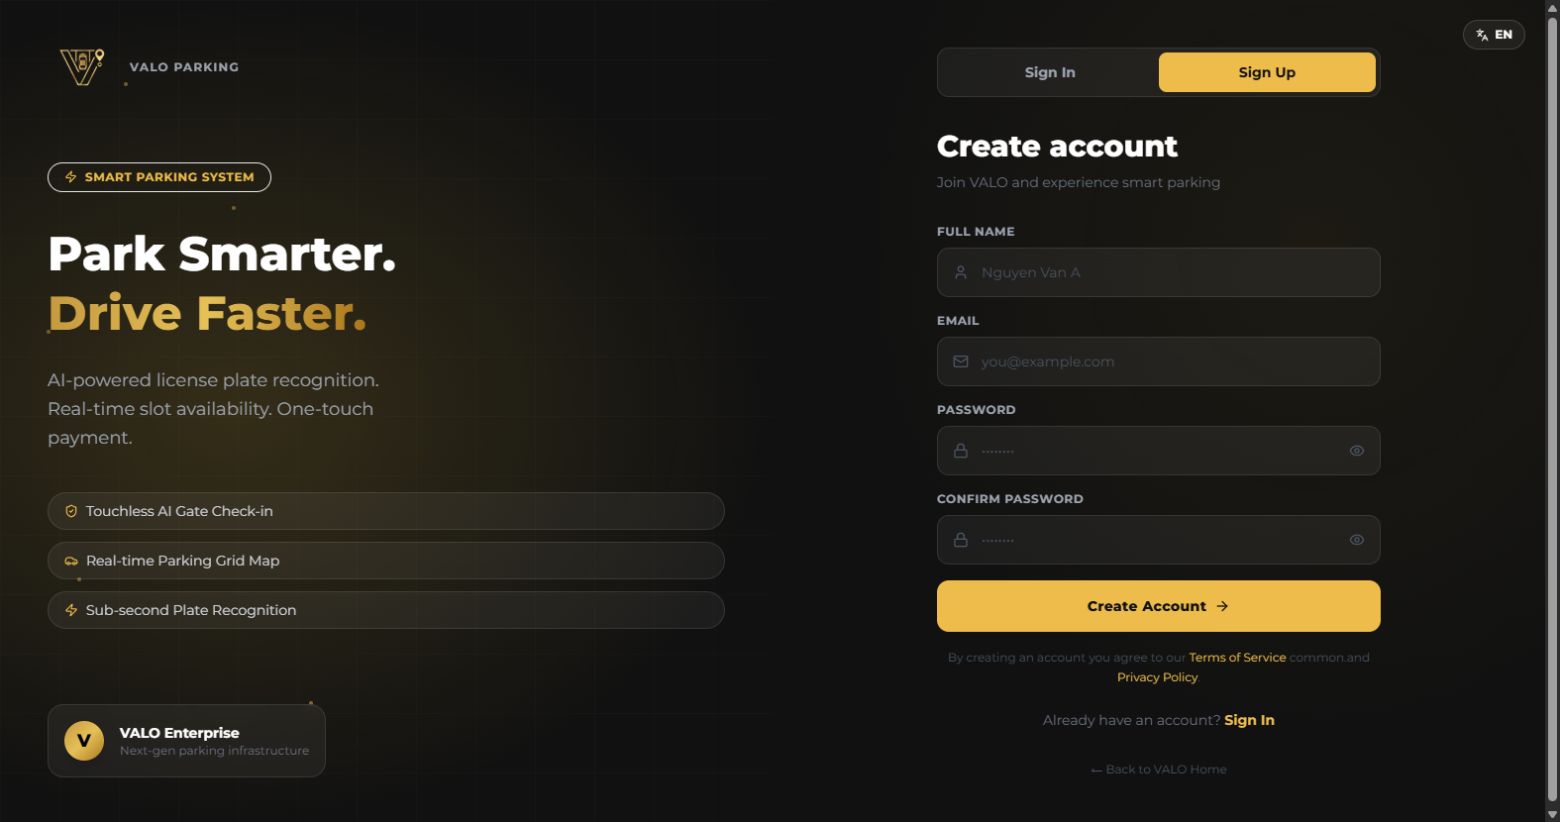 VALO PARKING
SMART PARKING SYSTEM
Park Smarter.
Drive Faster.
AI-powered license plate recognition.
Real-time slot availability. One-touch
payment.
Touchless AI Gate Check-in
Real-time Parking Grid Map
Sub-second Plate Recognition
V
VALO Enterprise
Next-gen parking infrastructure
EN
Sign In
Sign Up
Create account
Join VALO and experience smart parking
FULL NAME
Nguyen Van A
EMAIL
you@example.com
PASSWORD
········
CONFIRM PASSWORD
········
Create Account →
By creating an account you agree to our Terms of Service common.and
Privacy Policy
Already have an account? Sign In
← Back to VALO Home